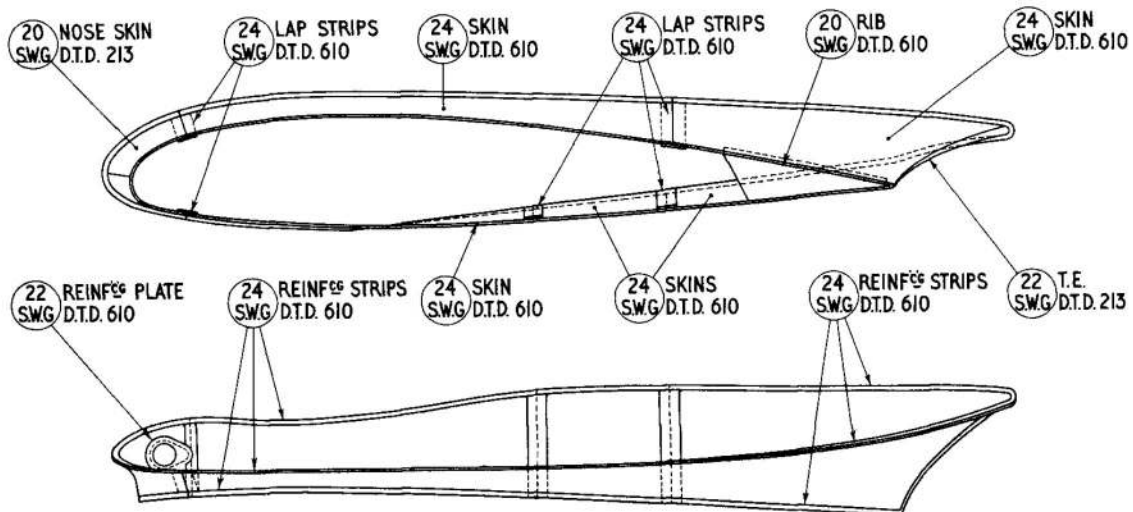 20 S.W.G NOSE SKIN D.T.D. 213
24 S.W.G LAP STRIPS D.T.D. 610
24 S.W.G SKIN D.T.D. 610
24 S.W.G LAP STRIPS D.T.D. 610
20 S.W.G RIB D.T.D. 610
24 S.W.G SKIN D.T.D. 610
22 S.W.G REINFCG PLATE D.T.D. 610
24 S.W.G REINFCG STRIPS D.T.D. 610
24 S.W.G SKIN D.T.D. 610
24 S.W.G SKINS D.T.D. 610
24 S.W.G REINFCG STRIPS D.T.D. 610
22 S.W.G T.E. D.T.D. 213